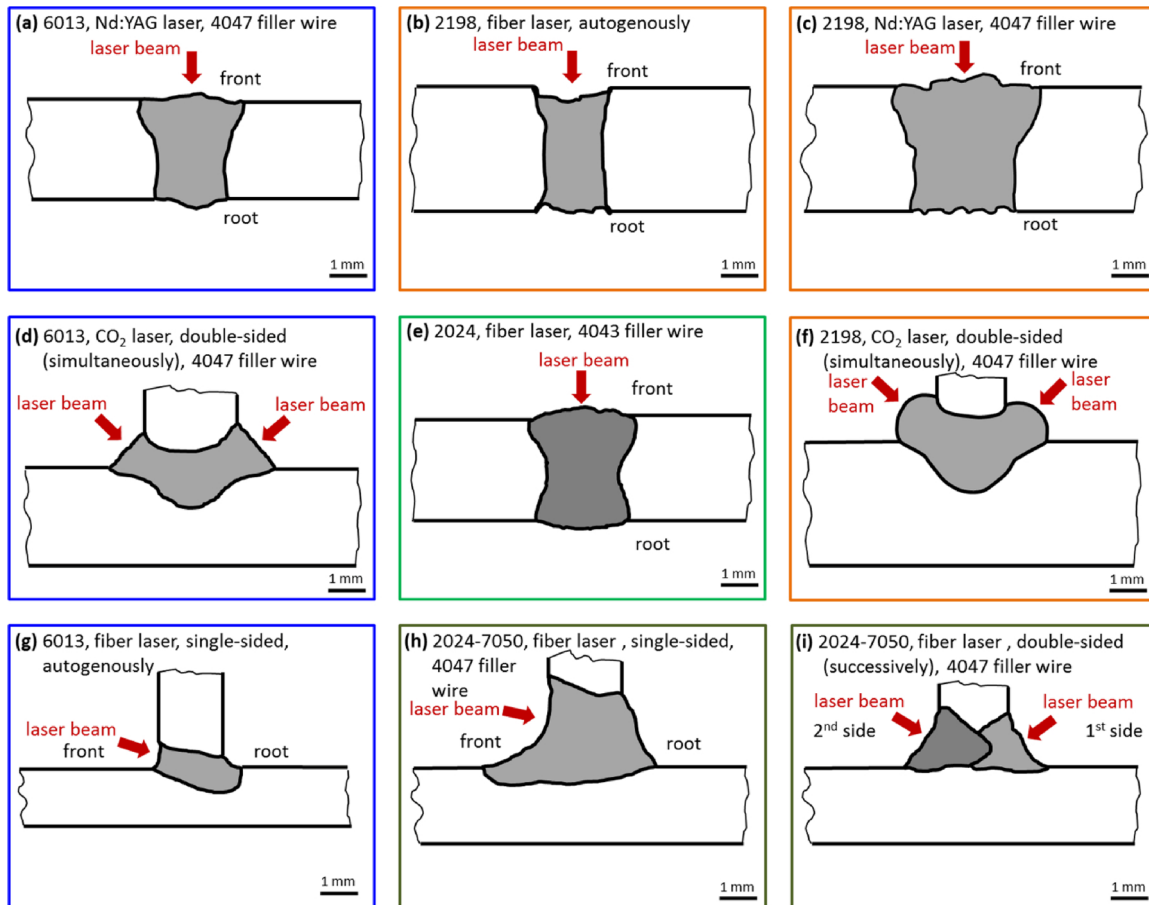 (a) 6013, Nd:YAG laser, 4047 filler wire
laser beam
front
root
1 mm
(b) 2198, fiber laser, autogenously
laser beam
front
root
1 mm
(c) 2198, Nd:YAG laser, 4047 filler wire
laser beam
front
root
1 mm
(d) 6013, CO₂ laser, double-sided
(simultaneously), 4047 filler wire
laser beam
laser beam
1 mm
(e) 2024, fiber laser, 4043 filler wire
laser beam
front
root
1 mm
(f) 2198, CO₂ laser, double-sided
(simultaneously), 4047 filler wire
laser
beam
laser
beam
1 mm
(g) 6013, fiber laser, single-sided,
autogenously
laser beam
front
root
1 mm
(h) 2024-7050, fiber laser , single-sided,
4047 filler
wire
laser beam
front
root
1 mm
(i) 2024-7050, fiber laser , double-sided
(successively), 4047 filler wire
laser beam
laser beam
2nd side
1st side
1 mm